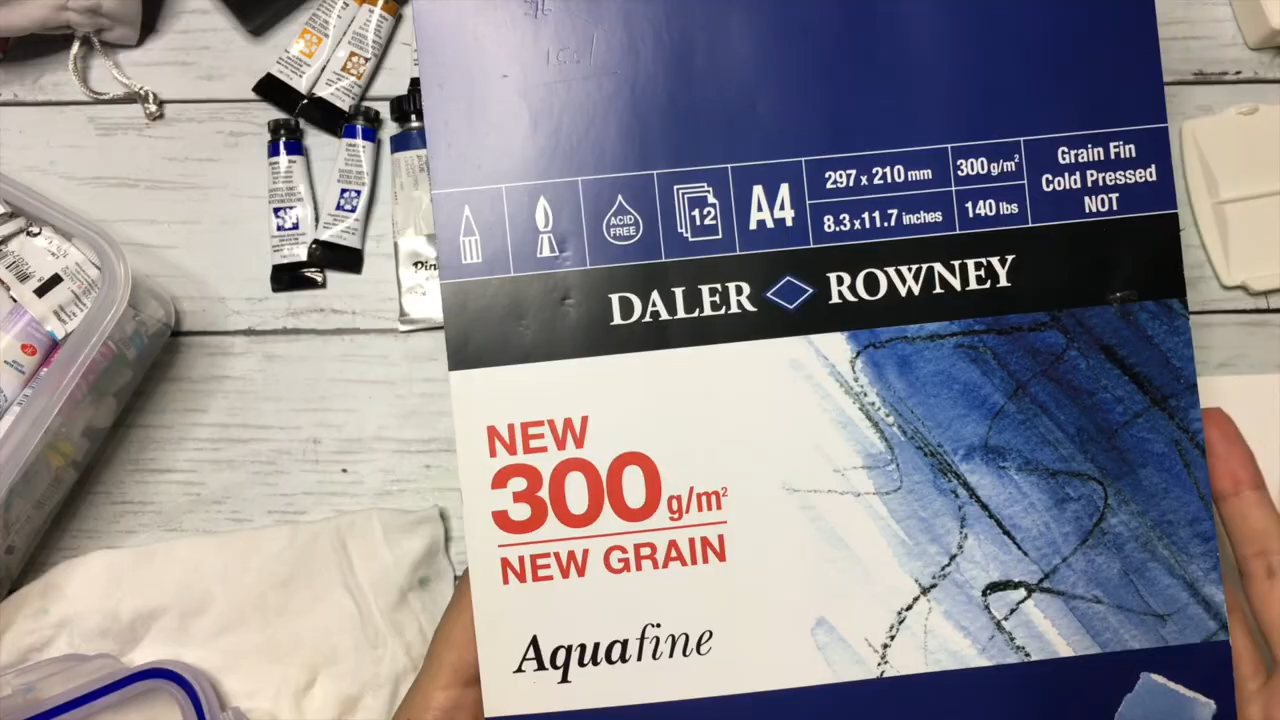 ACID
FREE
12
A4
297 x 210 mm
8.3 x 11.7 inches
300 g/m²
140 lbs
Grain Fin
Cold Pressed
NOT
DALER ROWNEY
NEW
300 g/m²
NEW GRAIN
Aquafine